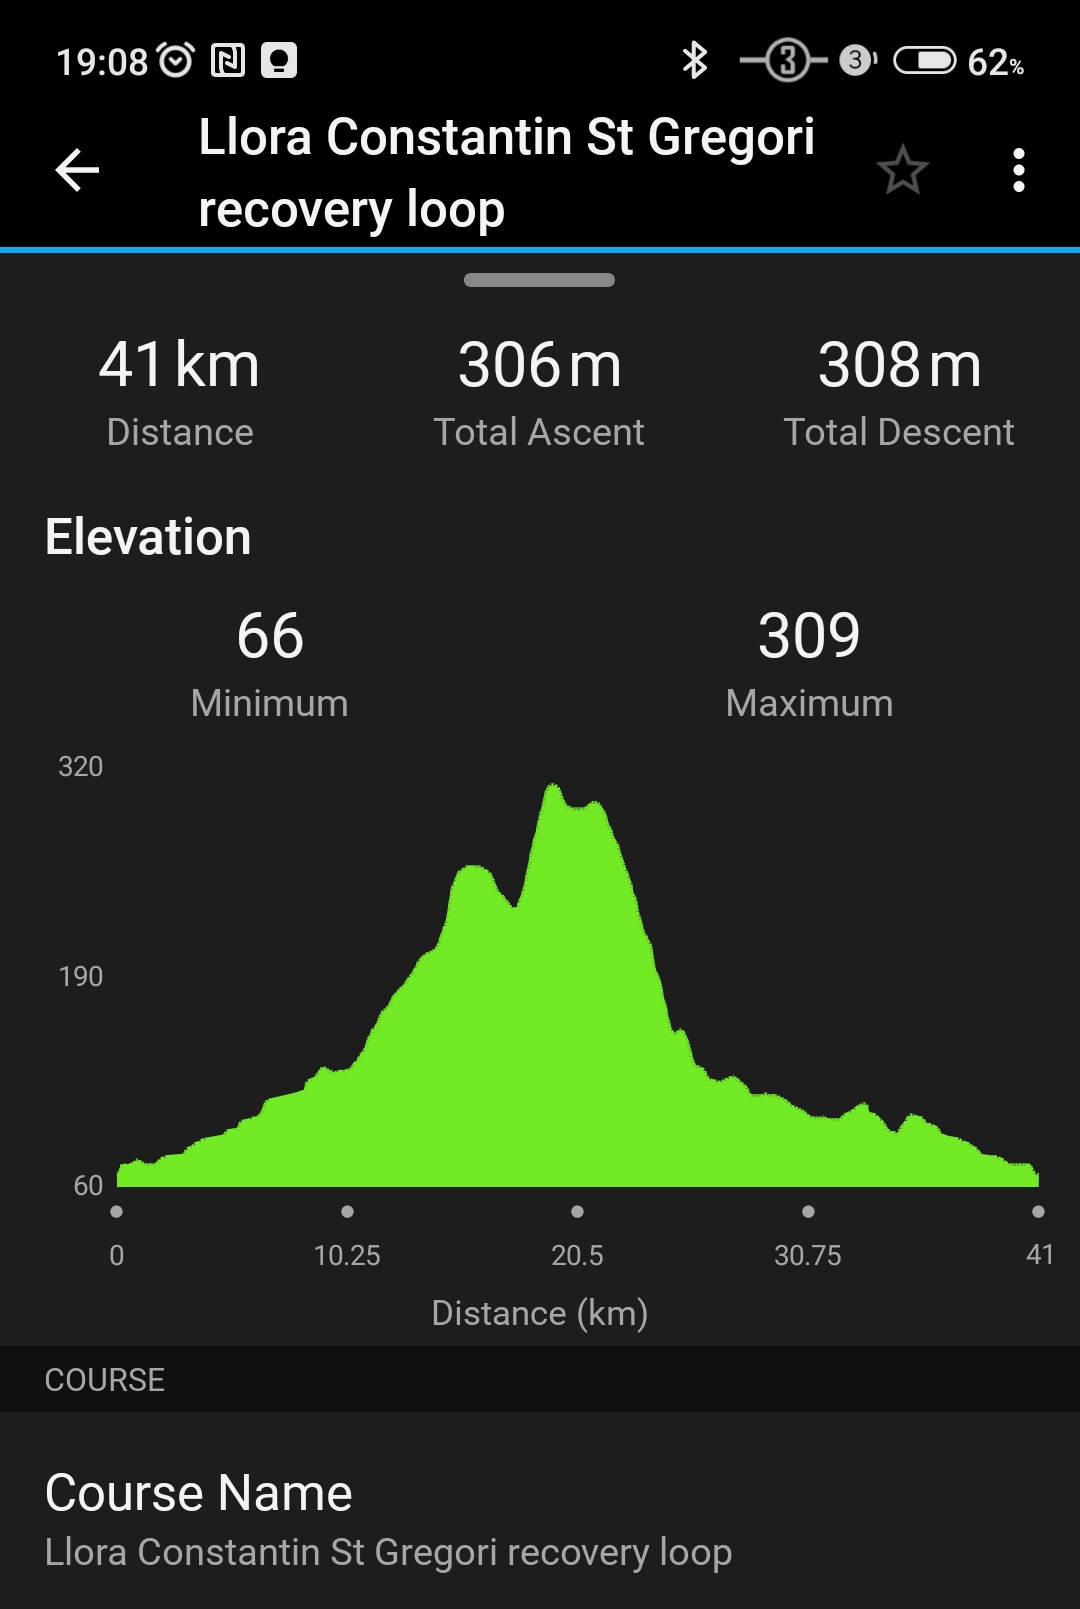 19:08 3 3 62%
Llora Constantin St Gregori
recovery loop
41 km 306 m 308 m
Distance Total Ascent Total Descent
Elevation
66 309
Minimum Maximum
320
190
60
0 10.25 20.5 30.75 41
Distance (km)
COURSE
Course Name
Llora Constantin St Gregori recovery loop